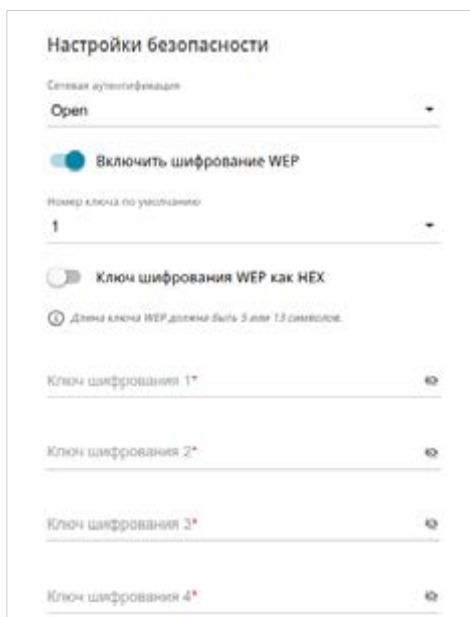 Настройки безопасности
Сетевая аутентификация
Open
Включить шифрование WEP
Номер ключа по умолчанию
1
Ключ шифрования WEP как HEX
Длина ключа WEP должна быть 5 или 13 символов.
Ключ шифрования 1*
Ключ шифрования 2*
Ключ шифрования 3*
Ключ шифрования 4*